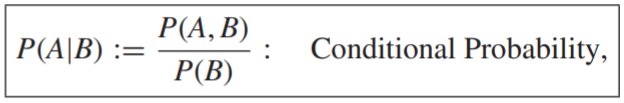 P(A|B) := P(A, B) / P(B) : Conditional Probability,